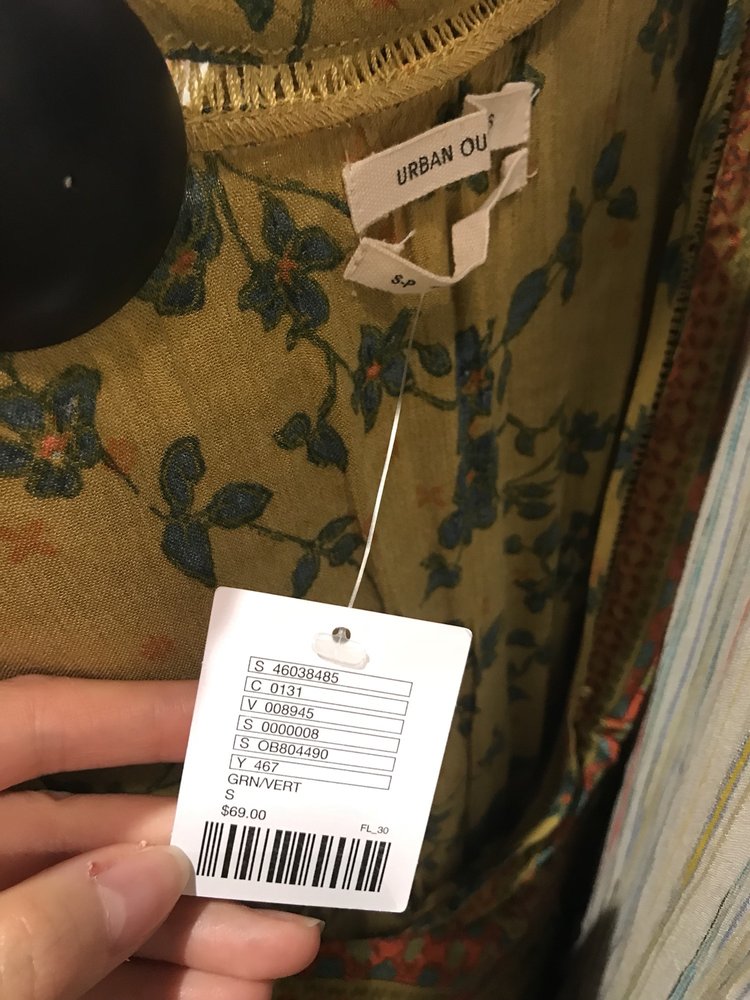 URBAN OU
S
S-P
S 46038485
C 0131
V 008945
S 0000008
S OB804490
Y 467
GRN/VERT
S
$69.00
FL_30